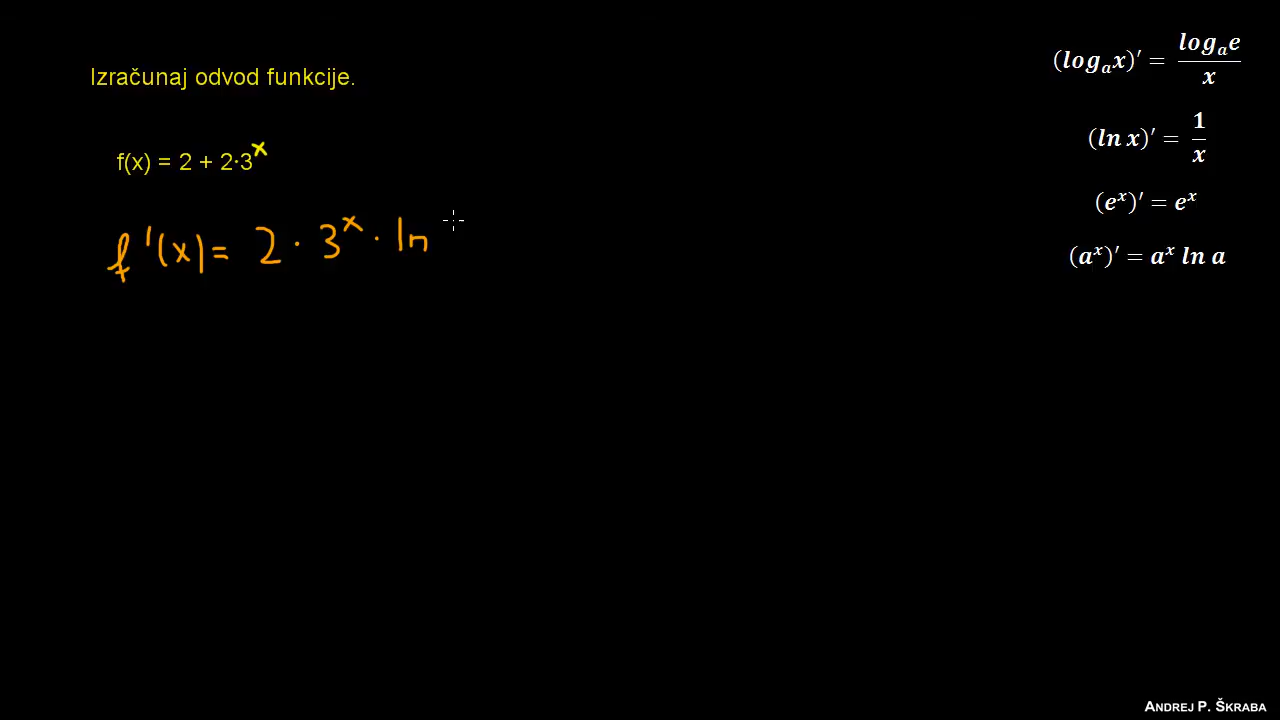 Izračunaj odvod funkcije.
f(x) = 2 + 2·3^x
f'(x) = 2 · 3^x · ln
(log_a x)′ = log_a e / x
(ln x)′ = 1 / x
(e^x)′ = e^x
(a^x)′ = a^x ln a
ANDREJ P. ŠKRABA